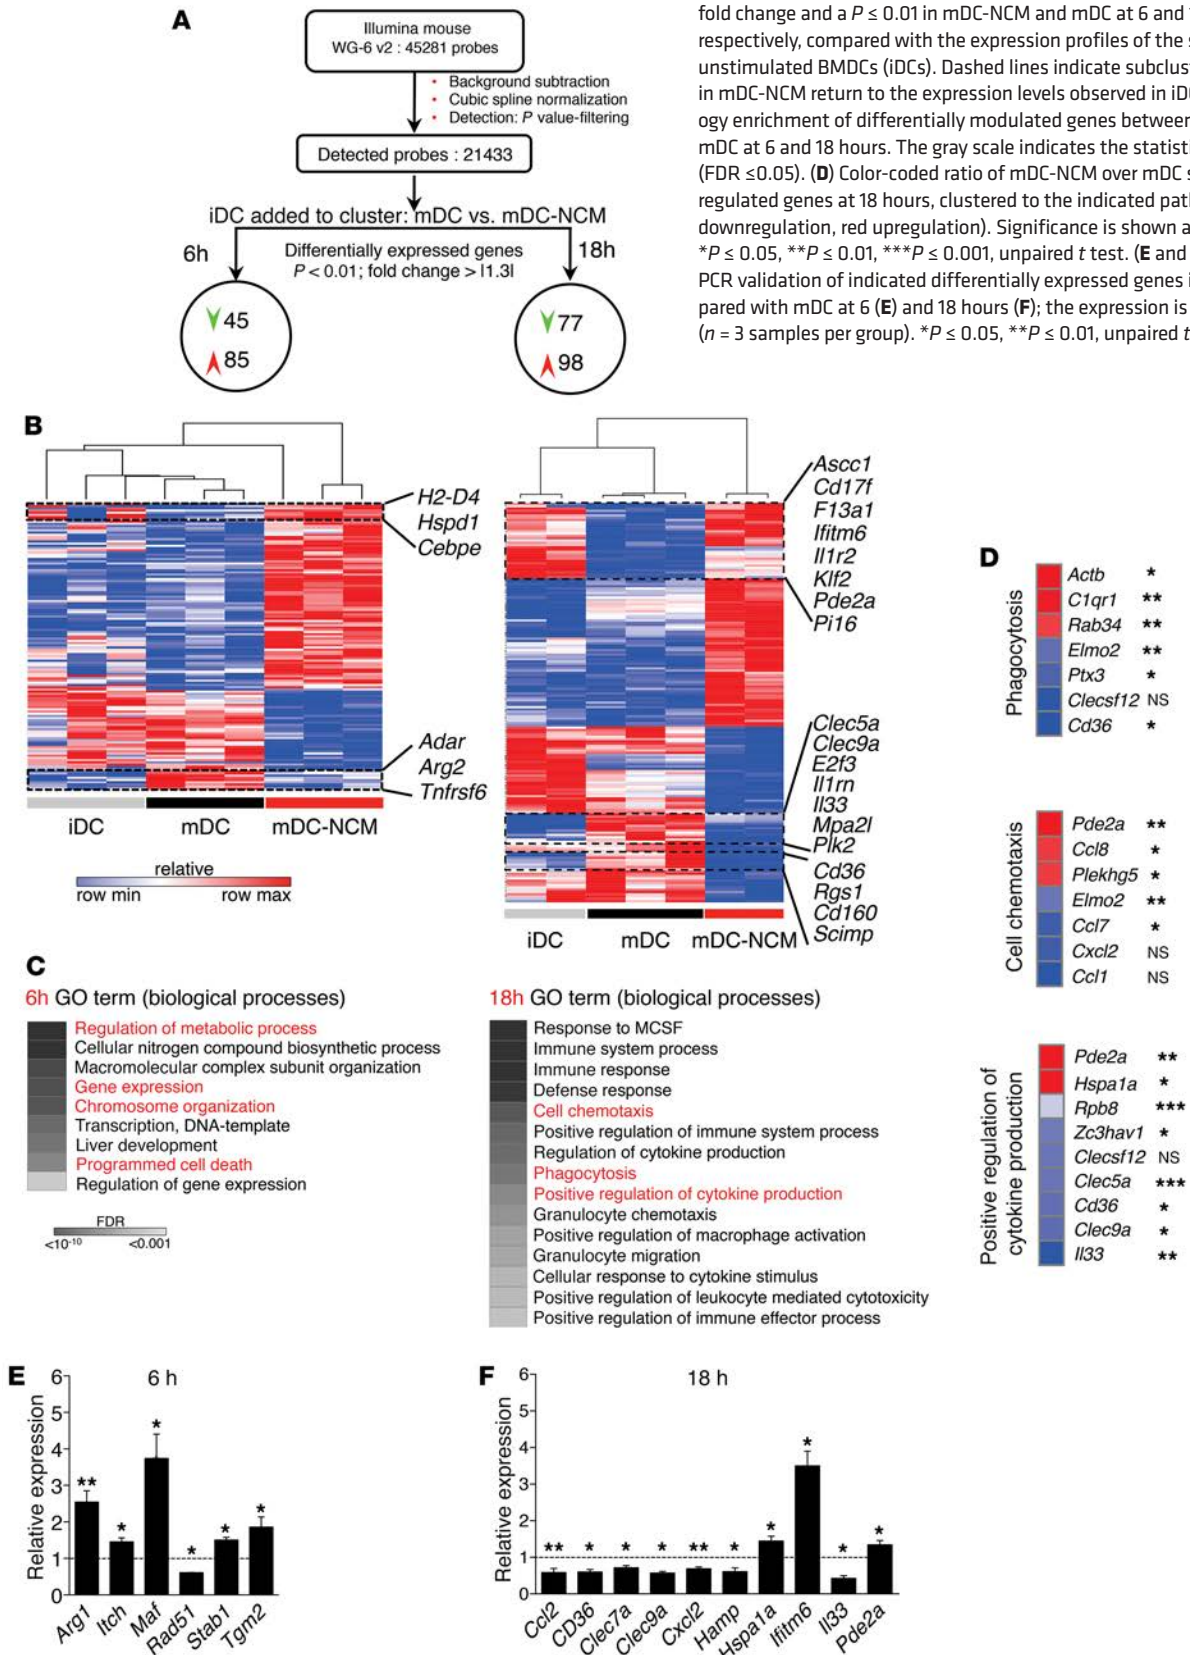 A
Illumina mouse
WG-6 v2 : 45281 probes
• Background subtraction
• Cubic spline normalization
• Detection: P value-filtering
Detected probes : 21433
iDC added to cluster: mDC vs. mDC-NCM
6h
Differentially expressed genes
P < 0.01; fold change > |1.3|
18h
45
85
77
98
fold change and a P ≤ 0.01 in mDC-NCM and mDC at 6 and
respectively, compared with the expression profiles of the
unstimulated BMDCs (iDCs). Dashed lines indicate
in mDC-NCM return to the expression levels observed in
ogy enrichment of differentially modulated genes between
mDC at 6 and 18 hours. The gray scale indicates the
(FDR ≤0.05). (D) Color-coded ratio of mDC-NCM over mDC
regulated genes at 18 hours, clustered to the indicated
downregulation, red upregulation). Significance is shown
*P ≤ 0.05, **P ≤ 0.01, ***P ≤ 0.001, unpaired t test. (E and
PCR validation of indicated differentially expressed genes
pared with mDC at 6 (E) and 18 hours (F); the expression is
(n = 3 samples per group). *P ≤ 0.05, **P ≤ 0.01, unpaired t
B
H2-D4
Hspd1
Cebpe
Adar
Arg2
Tnfrsf6
iDC mDC mDC-NCM
relative
row min row max
Ascc1
Cd17f
F13a1
Ifitm6
Il1r2
Klf2
Pde2a
Pi16
Clec5a
Clec9a
E2f3
Il1rn
Il33
Mpa2l
Plk2
Cd36
Rgs1
Cd160
Scimp
iDC mDC mDC-NCM
C
6h GO term (biological processes)
Regulation of metabolic process
Cellular nitrogen compound biosynthetic process
Macromolecular complex subunit organization
Gene expression
Chromosome organization
Transcription, DNA-template
Liver development
Programmed cell death
Regulation of gene expression
FDR
<10-10 <0.001
18h GO term (biological processes)
Response to MCSF
Immune system process
Immune response
Defense response
Cell chemotaxis
Positive regulation of immune system process
Regulation of cytokine production
Phagocytosis
Positive regulation of cytokine production
Granulocyte chemotaxis
Positive regulation of macrophage activation
Granulocyte migration
Cellular response to cytokine stimulus
Positive regulation of leukocyte mediated cytotoxicity
Positive regulation of immune effector process
D
Phagocytosis
Actb *
C1qr1 **
Rab34 **
Elmo2 **
Ptx3 *
Clecsf12 NS
Cd36 *
Cell chemotaxis
Pde2a **
Ccl8 *
Plekhg5 *
Elmo2 **
Ccl7 *
Cxcl2 NS
Ccl1 NS
Positive regulation of
cytokine production
Pde2a **
Hspa1a *
Rpb8 ***
Zc3hav1 *
Clecsf12 NS
Clec5a ***
Cd36 *
Clec9a *
Il33 **
E
6 h
Relative expression
6
5
4
3
2
1
0
** * * * * *
Arg1 Itch Maf Rad51 Stab1 Tgm2
F
18 h
Relative expression
6
5
4
3
2
1
0
** * * * ** * * * * *
Ccl2 CD36 Clec7a Clec9a Cxcl2 Hamp Hspa1a Ifitm6 Il33 Pde2a